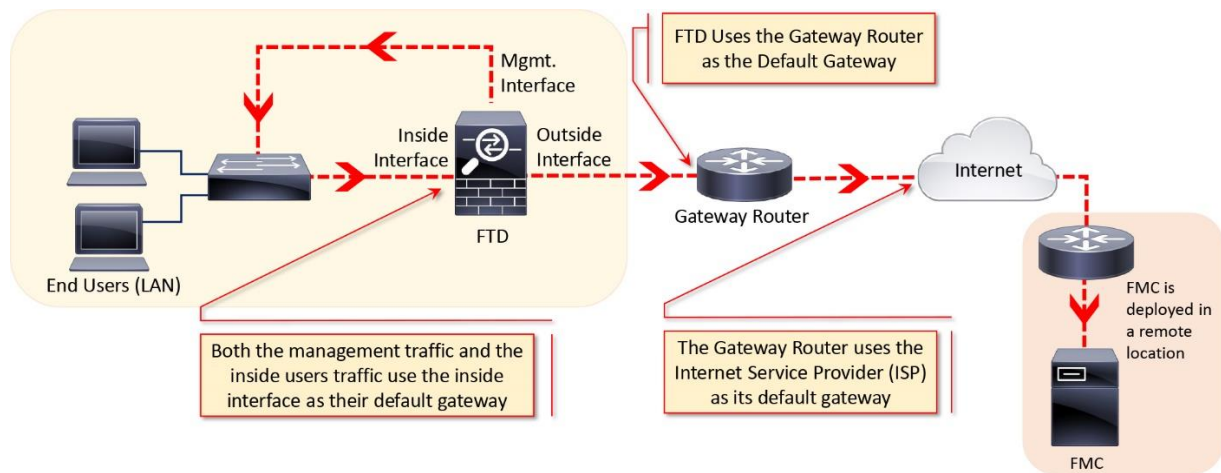 FTD Uses the Gateway Router
as the Default Gateway
Mgmt.
Interface
Inside
Interface
Outside
Interface
Internet
Gateway Router
FTD
End Users (LAN)
FMC is
deployed in
a remote
location
Both the management traffic and the
inside users traffic use the inside
interface as their default gateway
The Gateway Router uses the
Internet Service Provider (ISP)
as its default gateway
FMC